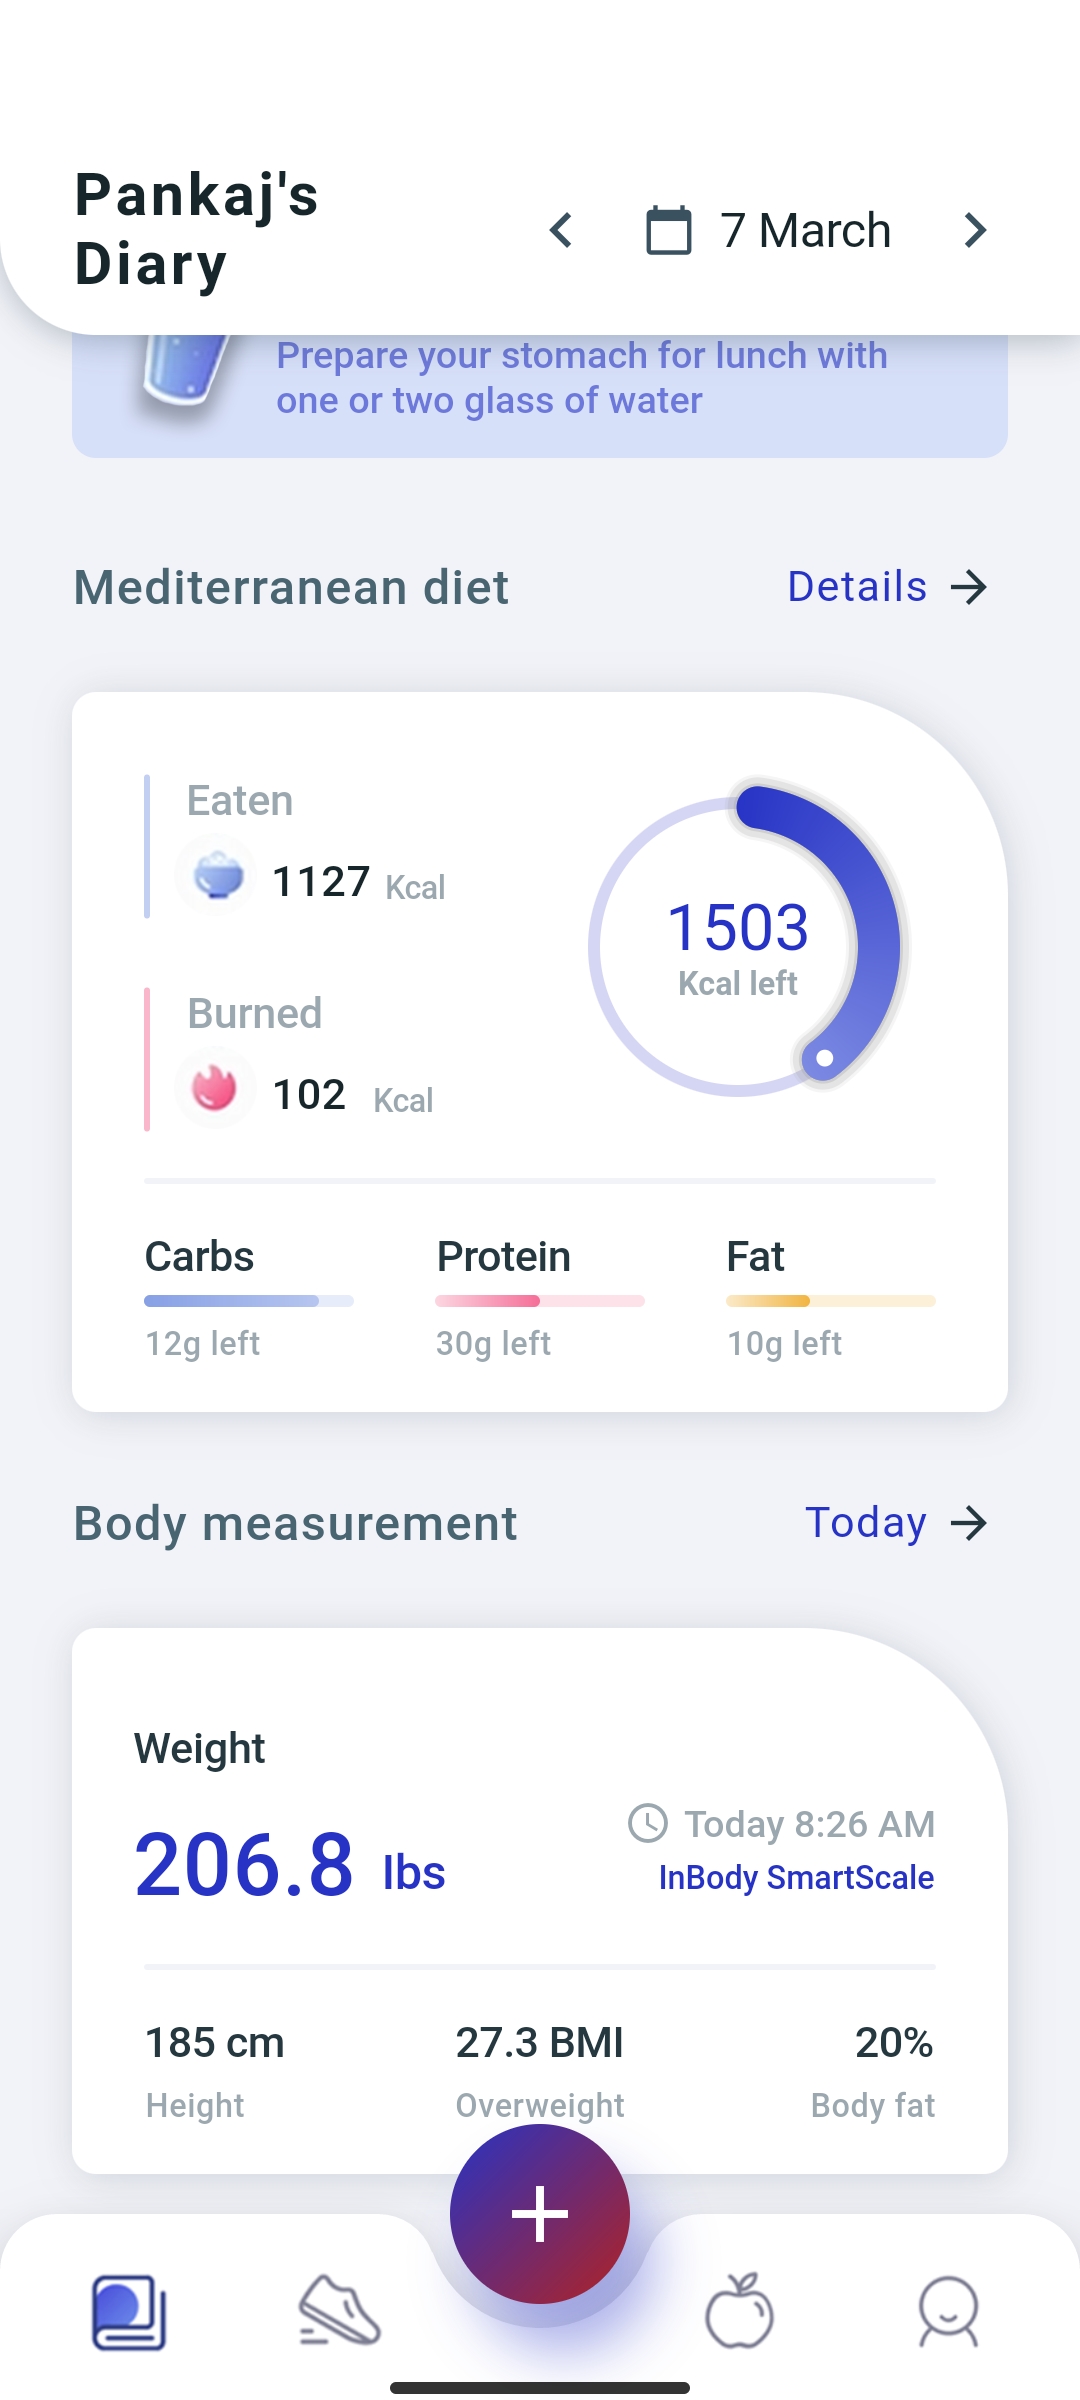 Pankaj's
Diary
7 March
Prepare your stomach for lunch with
one or two glass of water
Mediterranean diet
Details
Eaten
1127 Kcal
Burned
102 Kcal
1503
Kcal left
Carbs
Protein
Fat
12g left
30g left
10g left
Body measurement
Today
Weight
206.8 lbs
Today 8:26 AM
InBody SmartScale
185 cm
27.3 BMI
20%
Height
Overweight
Body fat